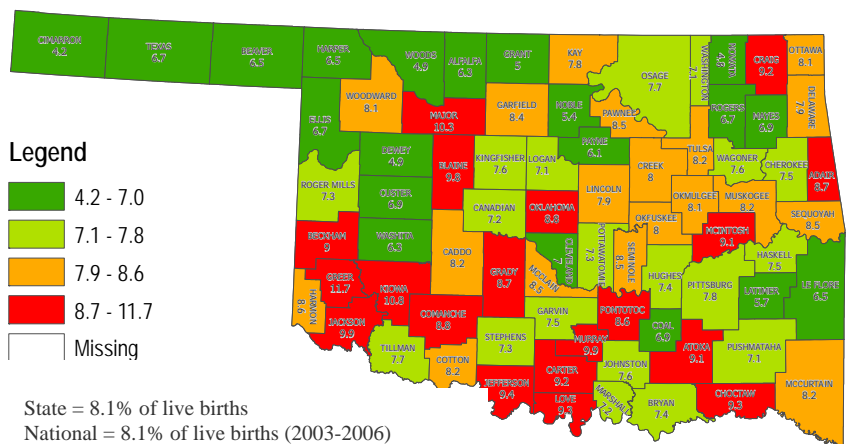 CIMARRON
4.2
TEXAS
6.7
BEAVER
6.3
HARPER
6.5
WOODS
4.9
ALFALFA
6.3
GRANT
5
KAY
7.8
OSAGE
7.7
WASHINGTON
7.1
NOWATA
4.8
CRAIG
9.2
OTTAWA
8.1
WOODWARD
8.1
MAJOR
10.3
GARFIELD
8.4
NOBLE
5.4
PAWNEE
8.5
ROGERS
6.7
MAYES
6.9
DELAWARE
7.9
ELLIS
6.7
DEWEY
4.9
BLAINE
9.8
KINGFISHER
7.6
LOGAN
7.1
PAYNE
6.1
CREEK
8
TULSA
8.2
WAGONER
7.6
CHEROKEE
7.5
ADAIR
8.7
Legend
4.2 - 7.0
7.1 - 7.8
7.9 - 8.6
8.7 - 11.7
Missing
ROGER MILLS
7.3
CUSTER
6.9
CANADIAN
7.2
OKLAHOMA
8.8
LINCOLN
7.9
OKFUSKEE
8
OKMULGEE
8.1
MUSKOGEE
8.2
SEQUOYAH
8.5
BECKHAM
9
WASHITA
6.3
CADDO
8.2
GRADY
8.7
CLEVELAND
7
MCCLAIN
8.5
POTTAWATOMIE
7.3
SEMINOLE
8.5
HUGHES
7.4
MCINTOSH
9.1
HASKELL
7.5
PITTSBURG
7.8
LATIMER
5.7
LE FLORE
6.5
GREER
11.7
HARMON
8.6
KIOWA
10.8
JACKSON
9.9
COMANCHE
8.8
TILLMAN
7.7
COTTON
8.2
STEPHENS
7.3
GARVIN
7.5
MURRAY
9.9
PONTOTOC
8.6
COAL
ATOKA
9.1
PUSHMATAHA
7.1
JEFFERSON
9.4
CARTER
9.2
LOVE
9.3
JOHNSTON
7.6
MARSHALL
7.2
BRYAN
7.4
CHOCTAW
9.3
MCCURTAIN
8.2
State = 8.1% of live births
National = 8.1% of live births (2003-2006)